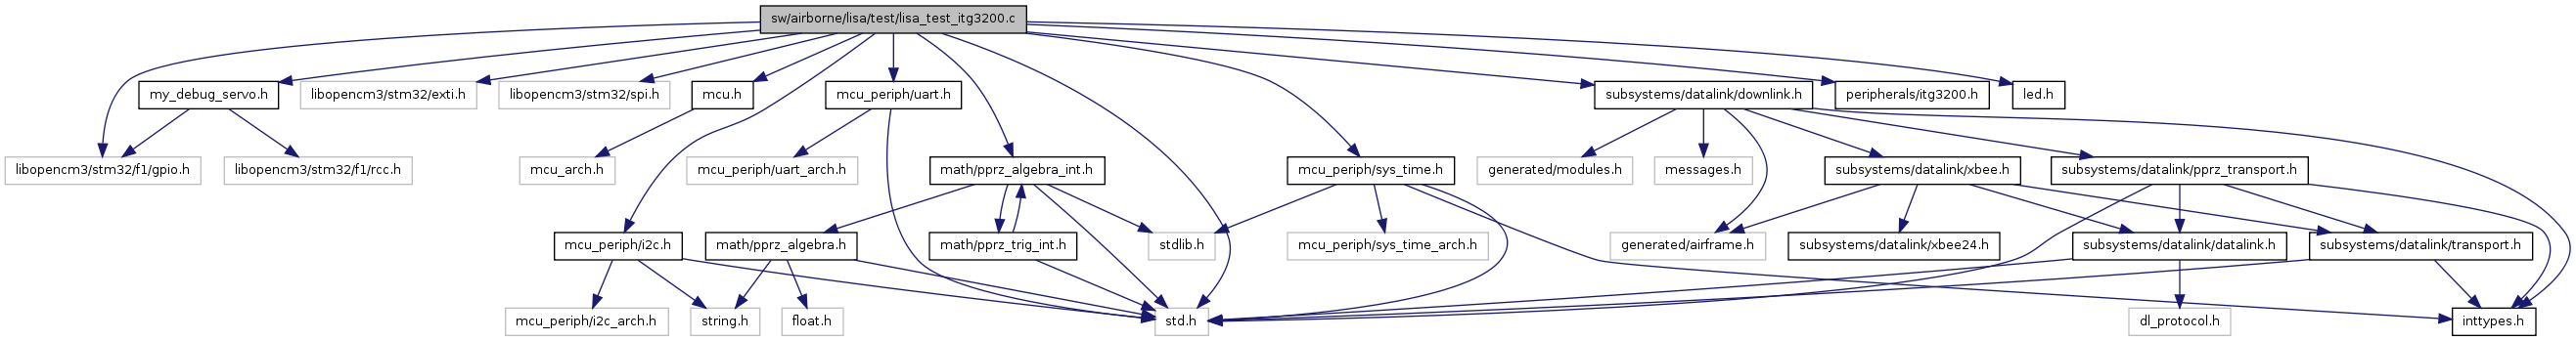 sw/airborne/lisa/test/lisa_test_itg3200.c
my_debug_servo.h
libopencm3/stm32/exti.h
libopencm3/stm32/spi.h
mcu.h
mcu_periph/uart.h
subsystems/datalink/downlink.h
peripherals/itg3200.h
led.h
libopencm3/stm32/f1/gpio.h
libopencm3/stm32/f1/rcc.h
mcu_arch.h
mcu_periph/uart_arch.h
math/pprz_algebra_int.h
mcu_periph/sys_time.h
generated/modules.h
messages.h
subsystems/datalink/xbee.h
subsystems/datalink/pprz_transport.h
mcu_periph/i2c.h
math/pprz_algebra.h
math/pprz_trig_int.h
stdlib.h
mcu_periph/sys_time_arch.h
generated/airframe.h
subsystems/datalink/xbee24.h
subsystems/datalink/datalink.h
subsystems/datalink/transport.h
mcu_periph/i2c_arch.h
string.h
float.h
std.h
dl_protocol.h
inttypes.h